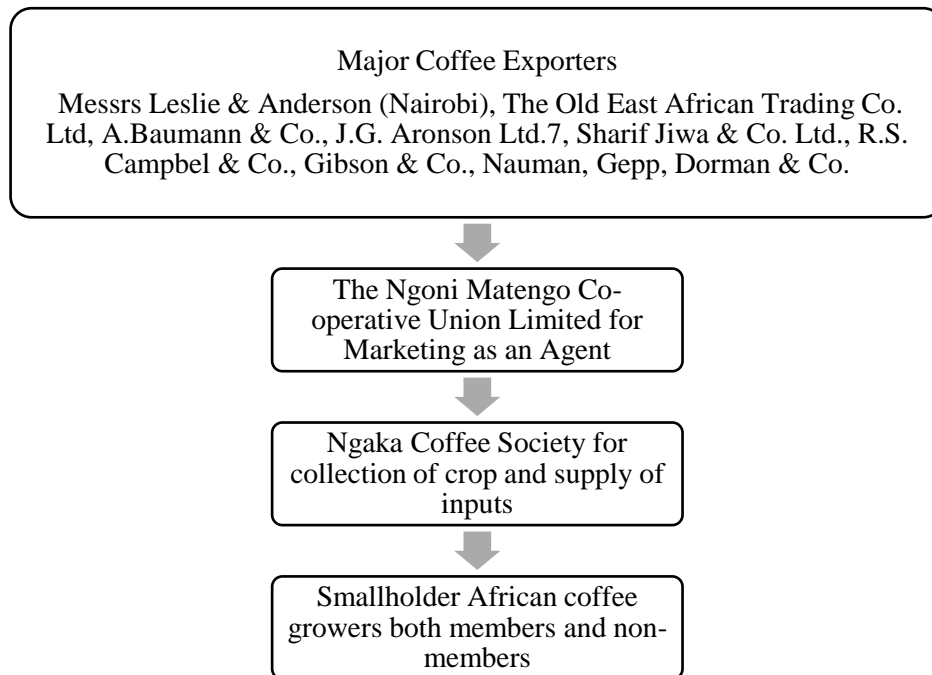 Major Coffee Exporters
Messrs Leslie & Anderson (Nairobi), The Old East African Trading Co.
Ltd, A.Baumann & Co., J.G. Aronson Ltd.7, Sharif Jiwa & Co. Ltd., R.S.
Campbel & Co., Gibson & Co., Nauman, Gepp, Dorman & Co.
The Ngoni Matengo Co-
operative Union Limited for
Marketing as an Agent
Ngaka Coffee Society for
collection of crop and supply of
inputs
Smallholder African coffee
growers both members and non-
members